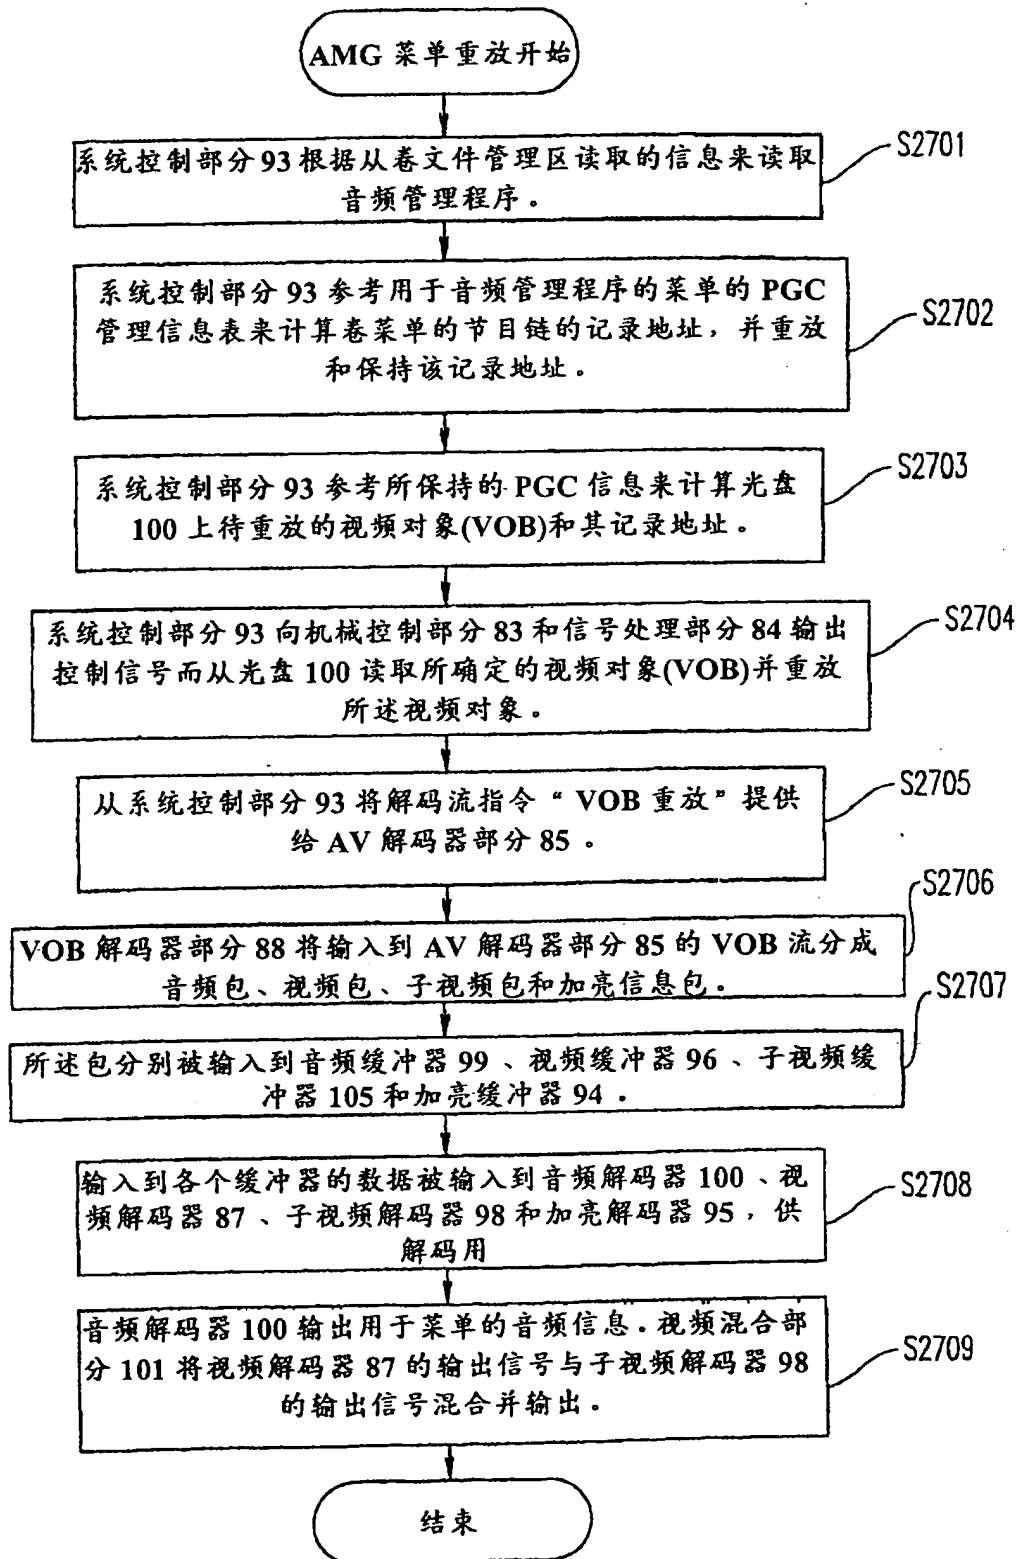 AMG 菜单重放开始
系统控制部分 93 根据从卷文件管理区读取的信息来读取
音频管理程序。
S2701
系统控制部分 93 参考用于音频管理程序的菜单的 PGC
管理信息表来计算卷菜单的节目链的记录地址，并重放
和保持该记录地址。
S2702
系统控制部分 93 参考所保持的 PGC 信息来计算光盘
100 上待重放的视频对象(VOB)和其记录地址。
S2703
系统控制部分 93 向机械控制部分 83 和信号处理部分 84 输出
控制信号而从光盘 100 读取所确定的视频对象(VOB)并重放
所述视频对象。
S2704
从系统控制部分 93 将解码流指令“ VOB 重放”提供
给 AV 解码器部分 85 。
S2705
VOB 解码器部分 88 将输入到 AV 解码器部分 85 的 VOB 流分成
音频包、视频包、子视频包和加亮信息包.
S2706
所述包分别被输入到音频缓冲器 99 、视频缓冲器 96 、子视频缓
冲器 105 和加亮缓冲器 94 .
S2707
输入到各个缓冲器的数据被输入到音频解码器 100 、视
频解码器 87 、子视频解码器 98 和加亮解码器 95 ，供
解码用
S2708
音频解码器 100 输出用于菜单的音频信息.视频混合部
分 101 将视频解码器 87 的输出信号与子视频解码器 98
的输出信号混合并输出。
S2709
结束